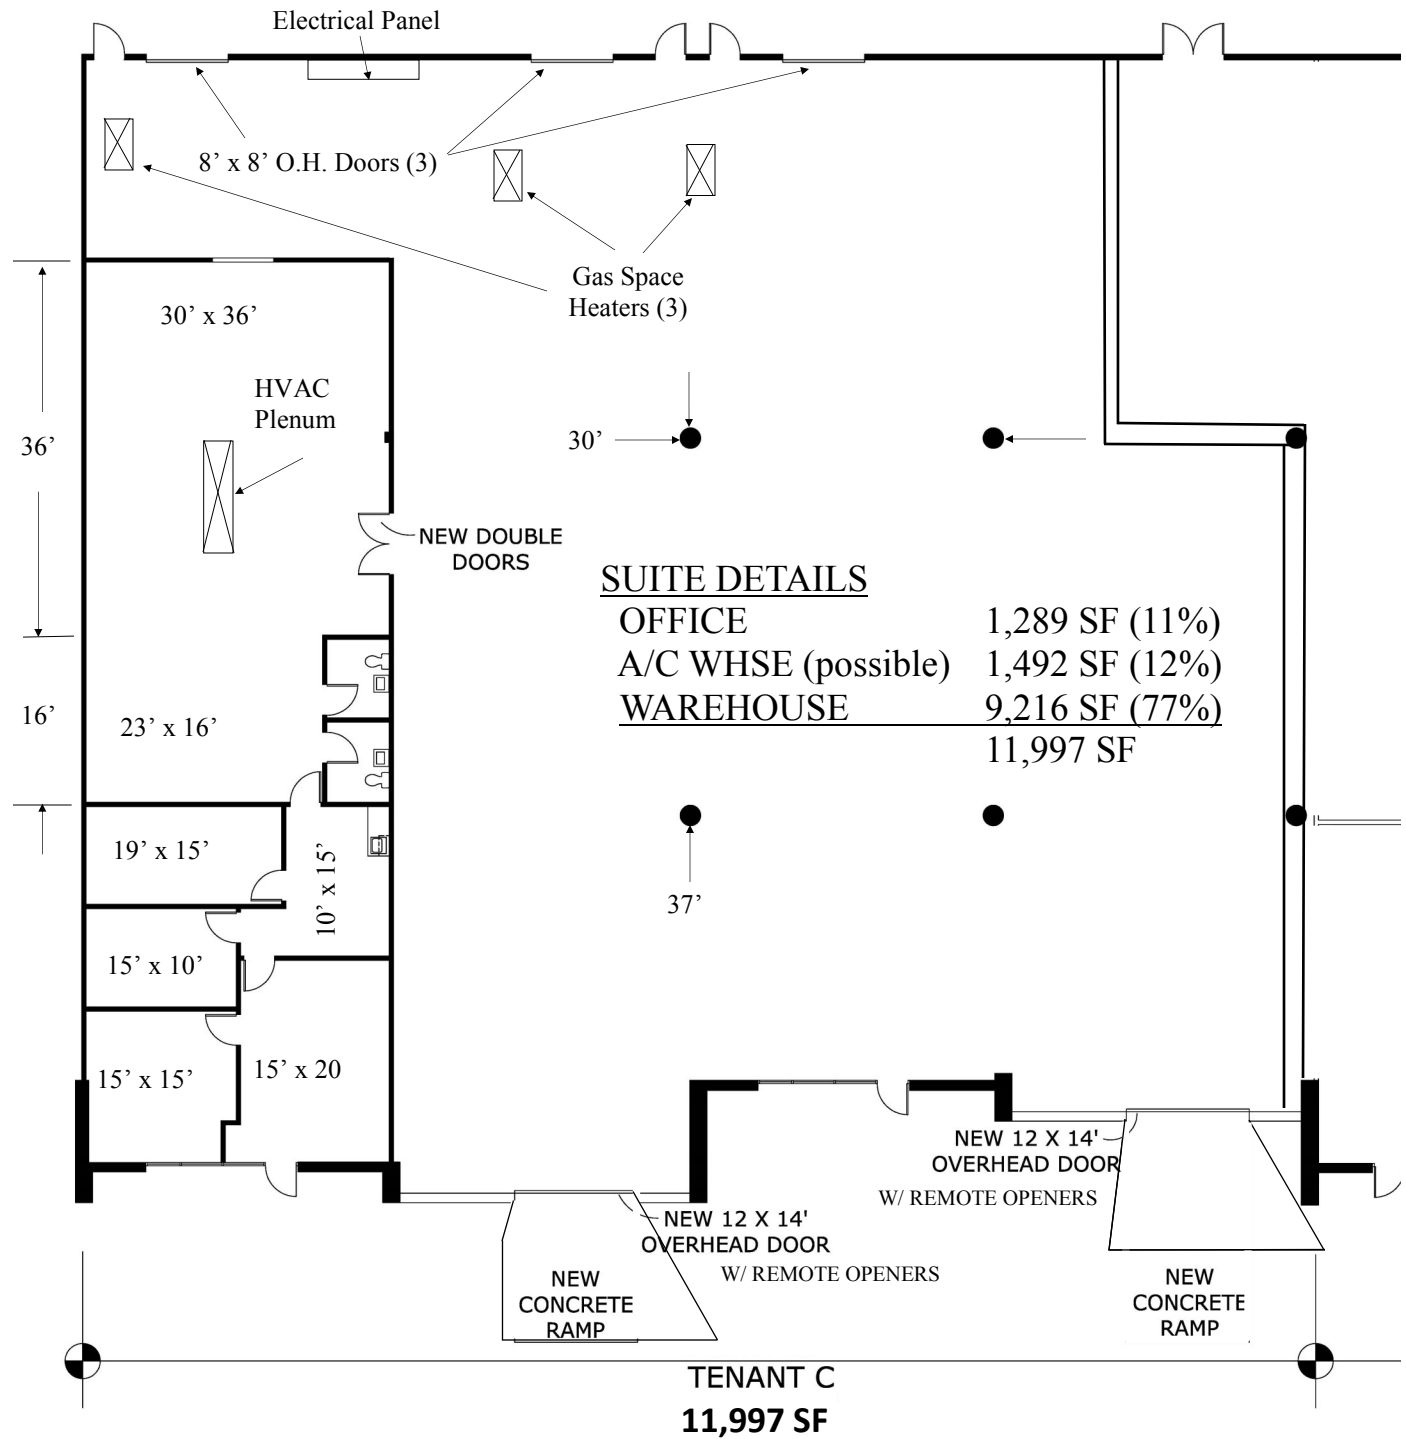 Electrical Panel
8’ x 8’ O.H. Doors (3)
Gas Space
Heaters (3)
30’ x 36’
HVAC
Plenum
36’
30’
NEW DOUBLE
DOORS
SUITE DETAILS
OFFICE 1,289 SF (11%)
A/C WHSE (possible) 1,492 SF (12%)
WAREHOUSE 9,216 SF (77%)
11,997 SF
16’
23’ x 16’
19’ x 15’
10’ x 15’
37’
15’ x 10’
15’ x 15’
15’ x 20
NEW 12 X 14'
OVERHEAD DOOR
W/ REMOTE OPENERS
NEW 12 X 14'
OVERHEAD DOOR
W/ REMOTE OPENERS
NEW
CONCRETE
RAMP
NEW
CONCRETE
RAMP
TENANT C
11,997 SF